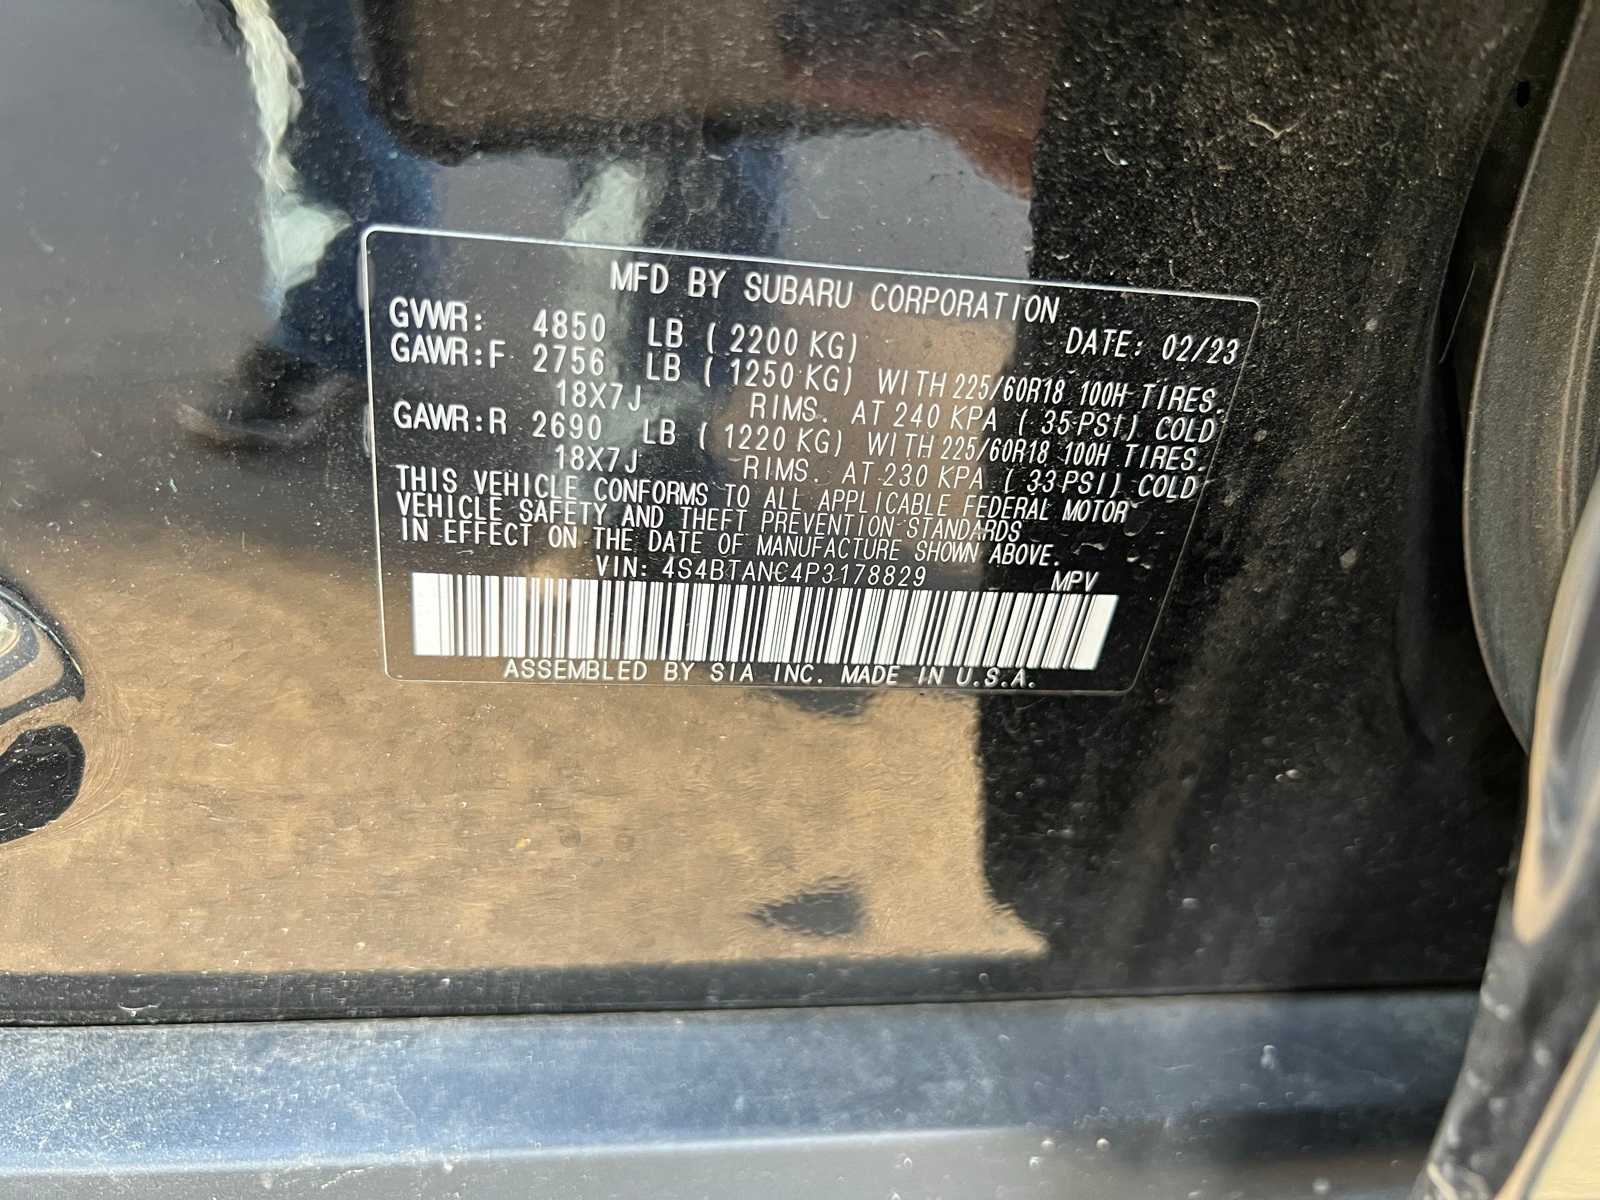 MFD BY SUBARU CORPORATION
GVWR: 4850 LB ( 2200 KG) DATE: 02/23
GAWR:F 2756 LB ( 1250 KG) WITH 225/60R18 100H TIRES.
18X7J RIMS. AT 240 KPA ( 35 PSI) COLD
GAWR:R 2690 LB ( 1220 KG) WITH 225/60R18 100H TIRES.
18X7J RIMS. AT 230 KPA ( 33 PSI) COLD
THIS VEHICLE CONFORMS TO ALL APPLICABLE FEDERAL MOTOR
VEHICLE SAFETY AND THEFT PREVENTION STANDARDS
IN EFFECT ON THE DATE OF MANUFACTURE SHOWN ABOVE.
VIN: 4S4BTANC4P3178829 MPV
ASSEMBLED BY SIA INC. MADE IN U.S.A.